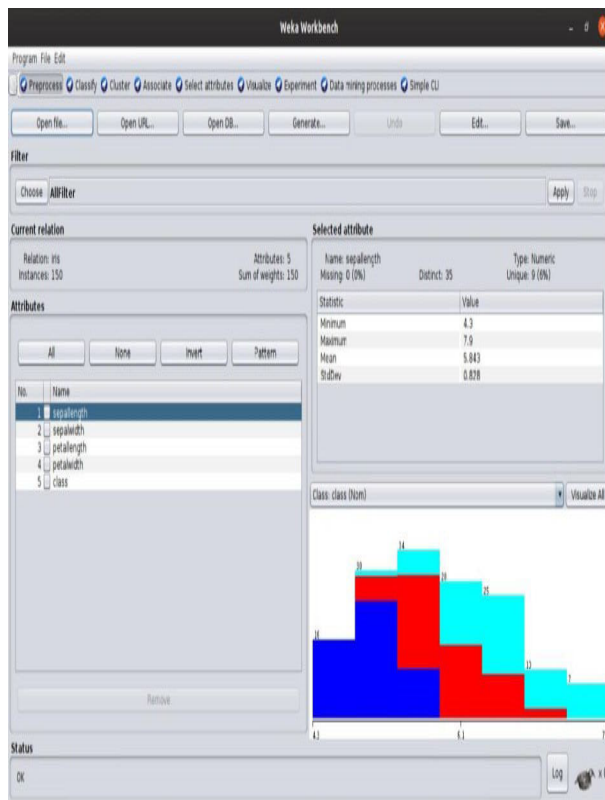 Weka Workbench
Program File Edit
Preprocess Classify Cluster Associate Select attributes Visualize Experiment Data mining processes Simple CLI
Open file... Open URL... Open DB... Generate... Undo Edit... Save...
Filter
Choose AllFilter Apply Stop
Current relation
Relation: iris Attributes: 5
Instances: 150 Sum of weights: 150
Attributes
All None Invert Pattern
No. Name
1 sepallength
2 sepalwidth
3 petallength
4 petalwidth
5 class
Remove
Selected attribute
Name: sepallength Type: Numeric
Missing: 0 (0%) Distinct: 35 Unique: 9 (6%)
Statistic Value
Minimum 4.3
Maximum 7.9
Mean 5.843
StdDev 0.828
Class: class (Nom) Visualize All
16 30 34 28 25
4.3 6.1
Status
OK Log